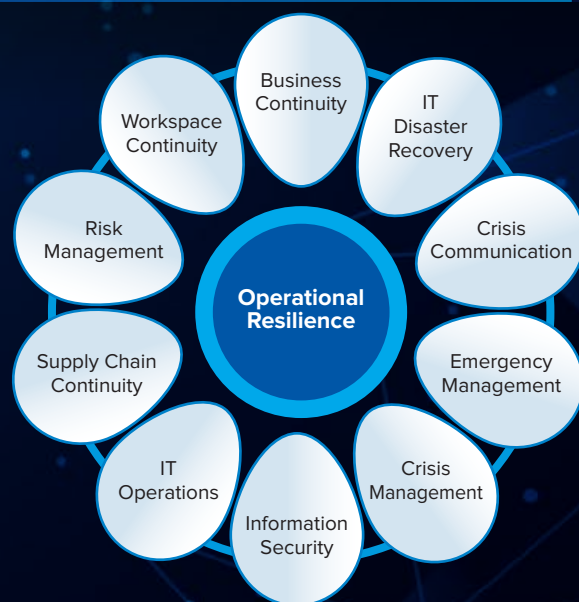 Business
Continuity
IT
Disaster
Recovery
Crisis
Communication
Emergency
Management
Crisis
Management
Information
Security
IT
Operations
Supply Chain
Continuity
Risk
Management
Workspace
Continuity
Operational
Resilience